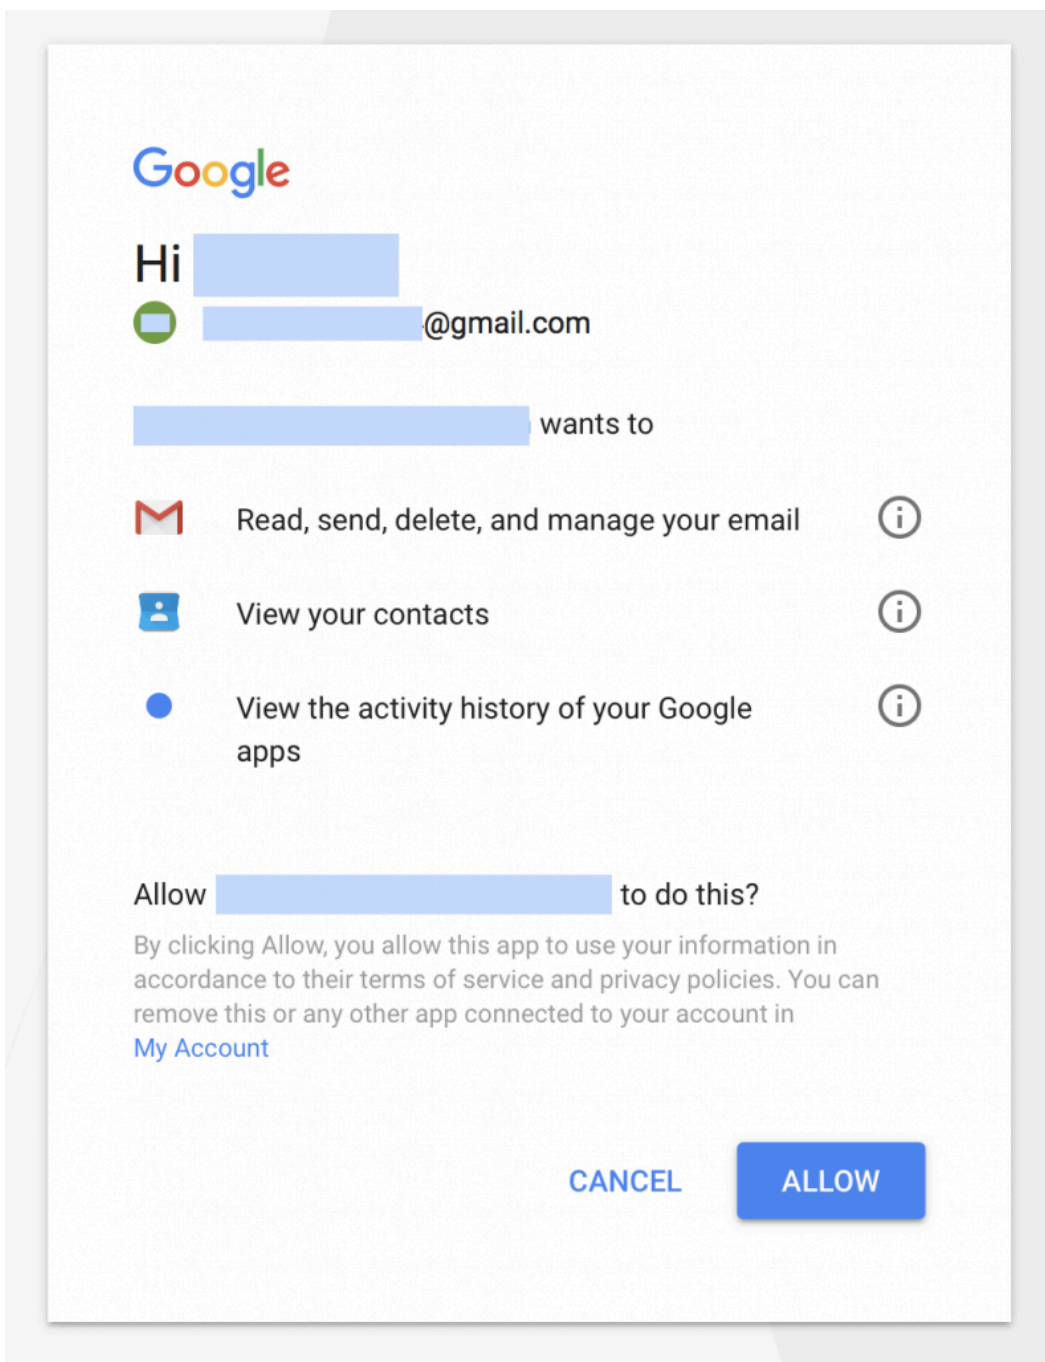 Google
Hi
@gmail.com
wants to
Read, send, delete, and manage your email
View your contacts
View the activity history of your Google
apps
Allow to do this?
By clicking Allow, you allow this app to use your information in
accordance to their terms of service and privacy policies. You can
remove this or any other app connected to your account in
My Account
CANCEL ALLOW